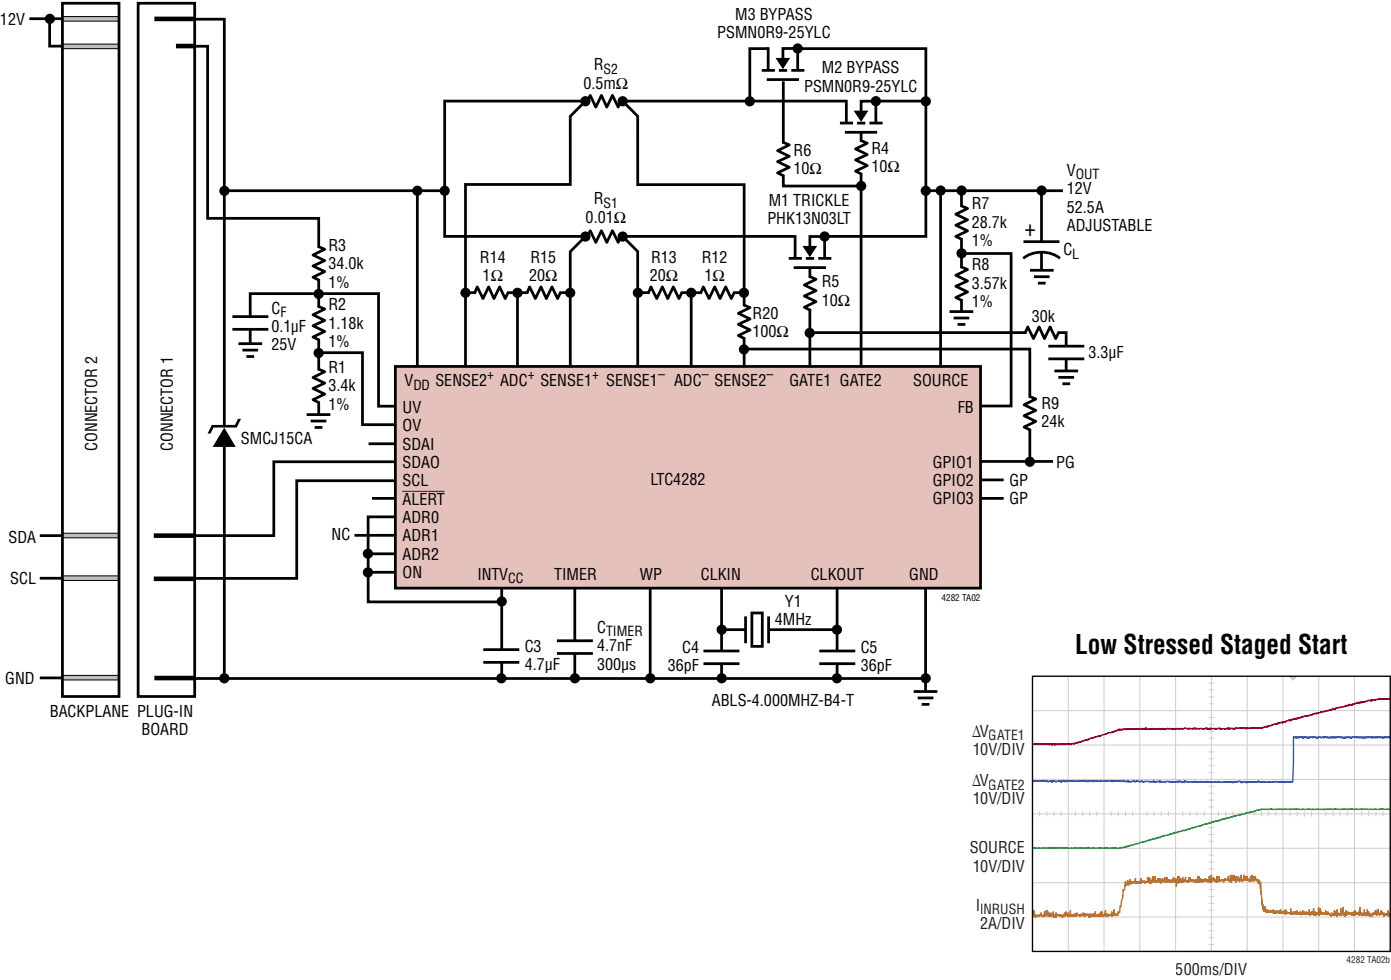 12V
M3 BYPASS
PSMN0R9-25YLC
M2 BYPASS
PSMN0R9-25YLC
RS2
0.5mΩ
R6
10Ω
R4
10Ω
VOUT
12V
52.5A
ADJUSTABLE
M1 TRICKLE
PHK13N03LT
RS1
0.01Ω
R7
28.7k
1%
+
CL
R3
34.0k
1%
R14
1Ω
R15
20Ω
R13
20Ω
R12
1Ω
R5
10Ω
R8
3.57k
1%
CF
0.1µF
25V
R2
1.18k
1%
R20
100Ω
30k
3.3µF
R1
3.4k
1%
CONNECTOR 2
CONNECTOR 1
SMCJ15CA
VDD SENSE2+ ADC+ SENSE1+ SENSE1– ADC– SENSE2– GATE1 GATE2 SOURCE
UV
OV
SDAI
SDAO
SCL
ALERT
ADR0
ADR1
ADR2
ON
NC
LTC4282
FB
R9
24k
GPIO1
GPIO2
GPIO3
PG
GP
GP
SDA
SCL
GND
INTVCC TIMER WP CLKIN CLKOUT GND
4282 TA02
Y1
4MHz
C3
4.7µF
CTIMER
4.7nF
300µs
C4
36pF
C5
36pF
ABLS-4.000MHZ-B4-T
BACKPLANE
PLUG-IN
BOARD
Low Stressed Staged Start
ΔVGATE1
10V/DIV
ΔVGATE2
10V/DIV
SOURCE
10V/DIV
IINRUSH
2A/DIV
500ms/DIV
4282 TA02b